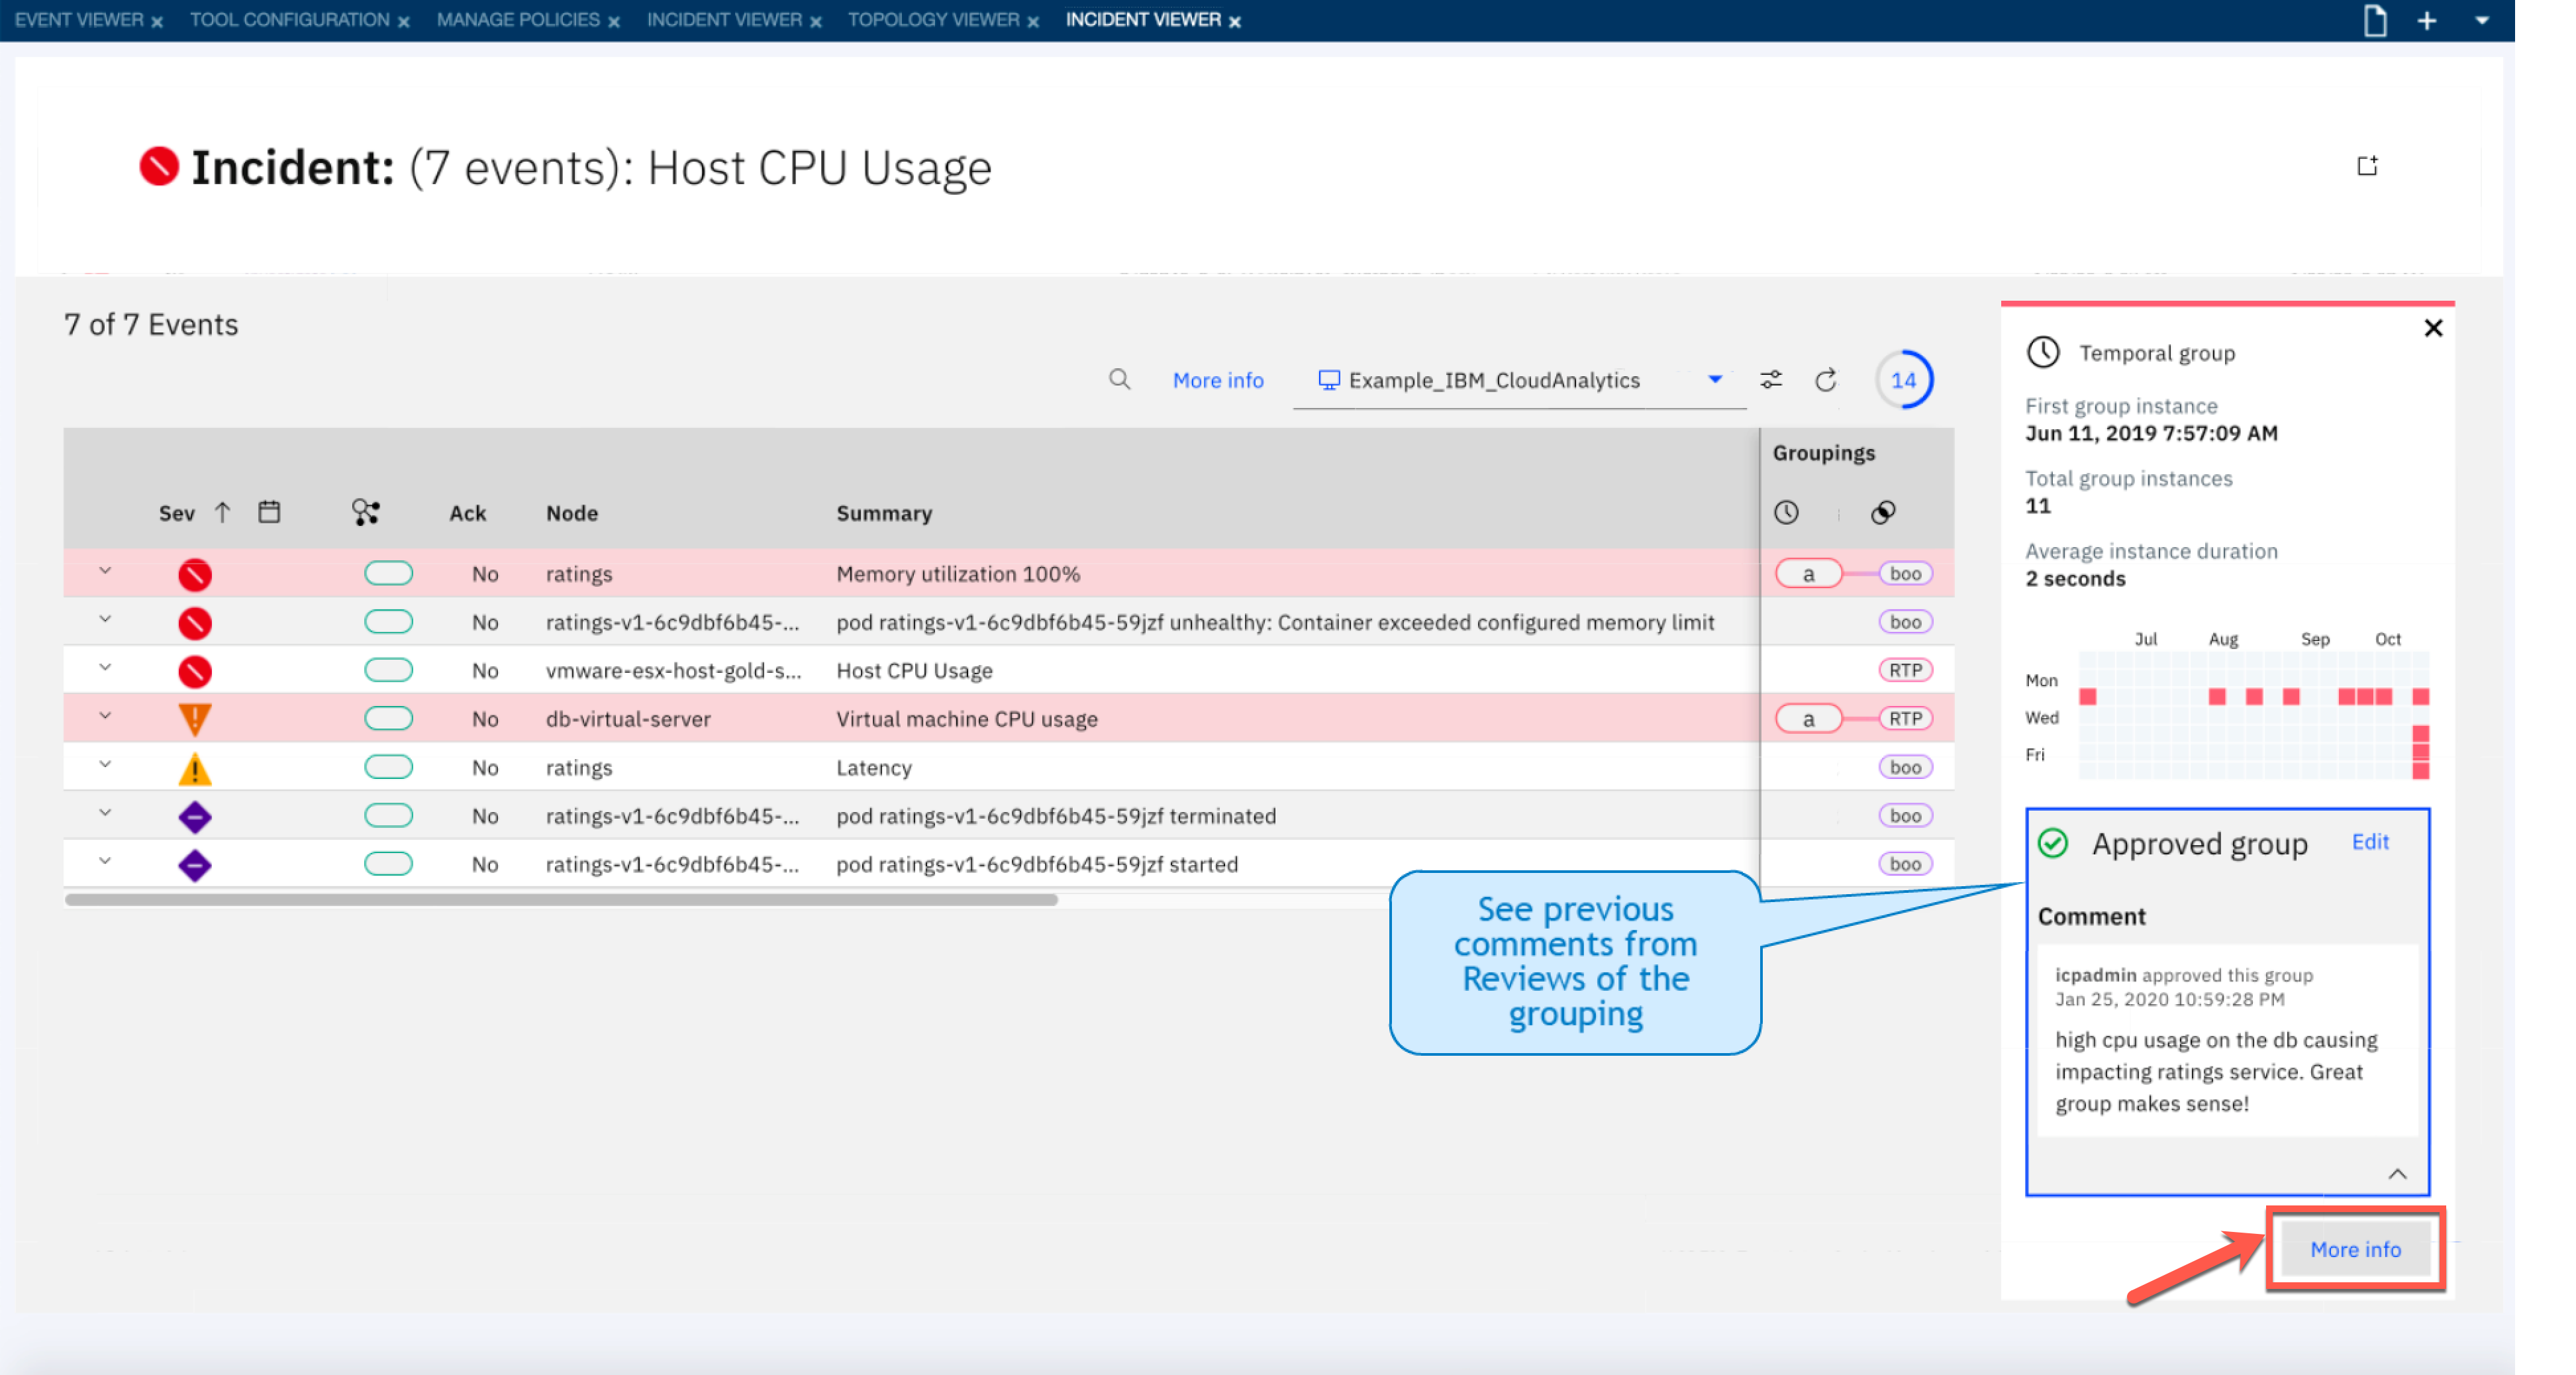 EVENT VIEWER x TOOL CONFIGURATION x MANAGE POLICIES x INCIDENT VIEWER x TOPOLOGY VIEWER x INCIDENT VIEWER x
Incident: (7 events): Host CPU Usage
7 of 7 Events
More info Example_IBM_CloudAnalytics 14
Groupings
Sev Ack Node Summary
No ratings Memory utilization 100% a boo
No ratings-v1-6c9dbf6b45-... pod ratings-v1-6c9dbf6b45-59jzf unhealthy: Container exceeded configured memory limit boo
No vmware-esx-host-gold-s... Host CPU Usage RTP
No db-virtual-server Virtual machine CPU usage a RTP
No ratings Latency boo
No ratings-v1-6c9dbf6b45-... pod ratings-v1-6c9dbf6b45-59jzf terminated boo
No ratings-v1-6c9dbf6b45-... pod ratings-v1-6c9dbf6b45-59jzf started boo
See previous
comments from
Reviews of the
grouping
Temporal group
First group instance
Jun 11, 2019 7:57:09 AM
Total group instances
11
Average instance duration
2 seconds
Jul Aug Sep Oct
Mon
Wed
Fri
Approved group Edit
Comment
icpadmin approved this group
Jan 25, 2020 10:59:28 PM
high cpu usage on the db causing
impacting ratings service. Great
group makes sense!
More info